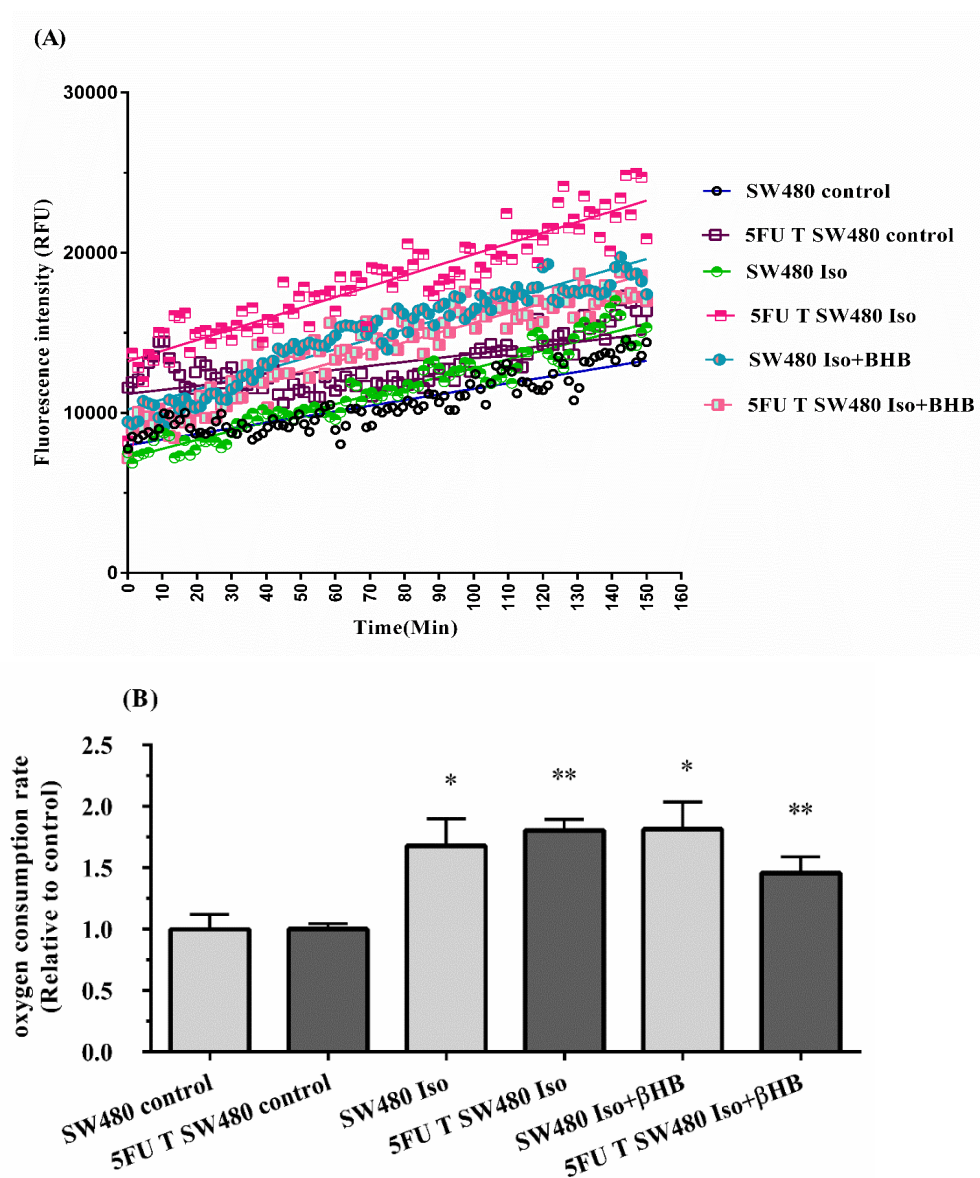 (A)
30000
20000
10000
0
Fluorescence intensity (RFU)
0 10 20 30 40 50 60 70 80 90 100 110 120 130 140 150 160
Time(Min)
SW480 control
5FU T SW480 control
SW480 Iso
5FU T SW480 Iso
SW480 Iso+BHB
5FU T SW480 Iso+BHB
(B)
2.5
2.0
1.5
1.0
0.5
0.0
oxygen consumption rate
(Relative to control)
* ** * **
SW480 control
5FU T SW480 control
SW480 Iso
5FU T SW480 Iso
SW480 Iso+βHB
5FU T SW480 Iso+βHB